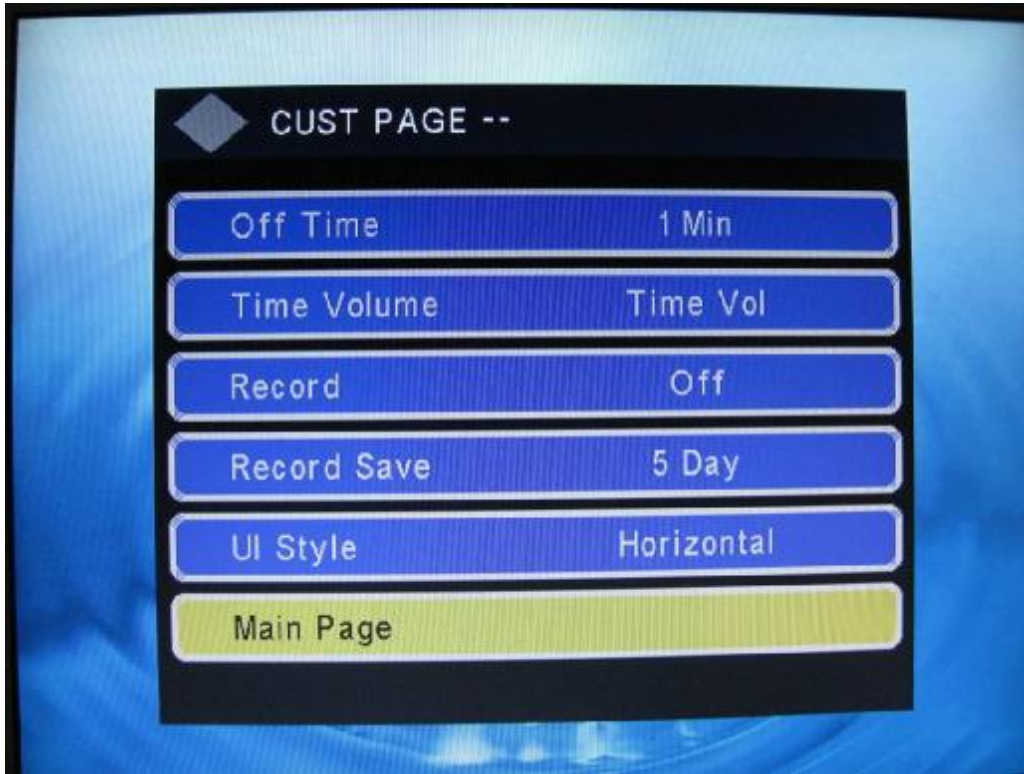 CUST PAGE --
Off Time 1 Min
Time Volume Time Vol
Record Off
Record Save 5 Day
UI Style Horizontal
Main Page